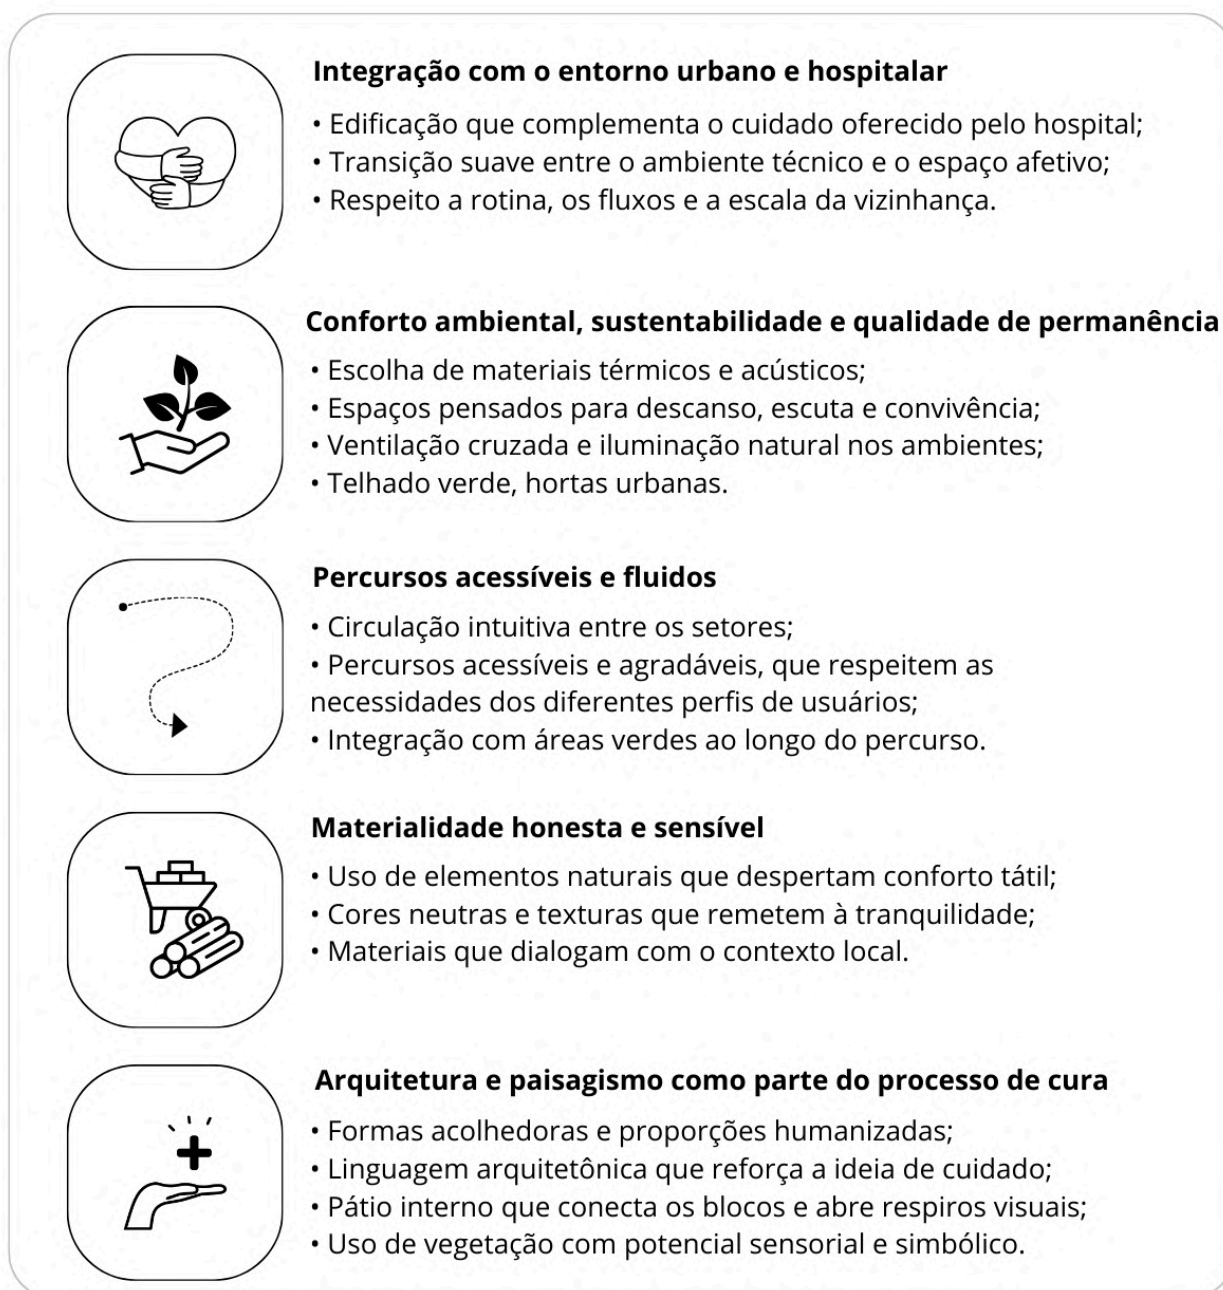 Integração com o entorno urbano e hospitalar
• Edificação que complementa o cuidado oferecido pelo hospital;
• Transição suave entre o ambiente técnico e o espaço afetivo;
• Respeito a rotina, os fluxos e a escala da vizinhança.
Conforto ambiental, sustentabilidade e qualidade de permanência
• Escolha de materiais térmicos e acústicos;
• Espaços pensados para descanso, escuta e convivência;
• Ventilação cruzada e iluminação natural nos ambientes;
• Telhado verde, hortas urbanas.
Percursos acessíveis e fluidos
• Circulação intuitiva entre os setores;
• Percursos acessíveis e agradáveis, que respeitem as
necessidades dos diferentes perfis de usuários;
• Integração com áreas verdes ao longo do percurso.
Materialidade honesta e sensível
• Uso de elementos naturais que despertam conforto tátil;
• Cores neutras e texturas que remetem à tranquilidade;
• Materiais que dialogam com o contexto local.
Arquitetura e paisagismo como parte do processo de cura
• Formas acolhedoras e proporções humanizadas;
• Linguagem arquitetônica que reforça a ideia de cuidado;
• Pátio interno que conecta os blocos e abre respiros visuais;
• Uso de vegetação com potencial sensorial e simbólico.